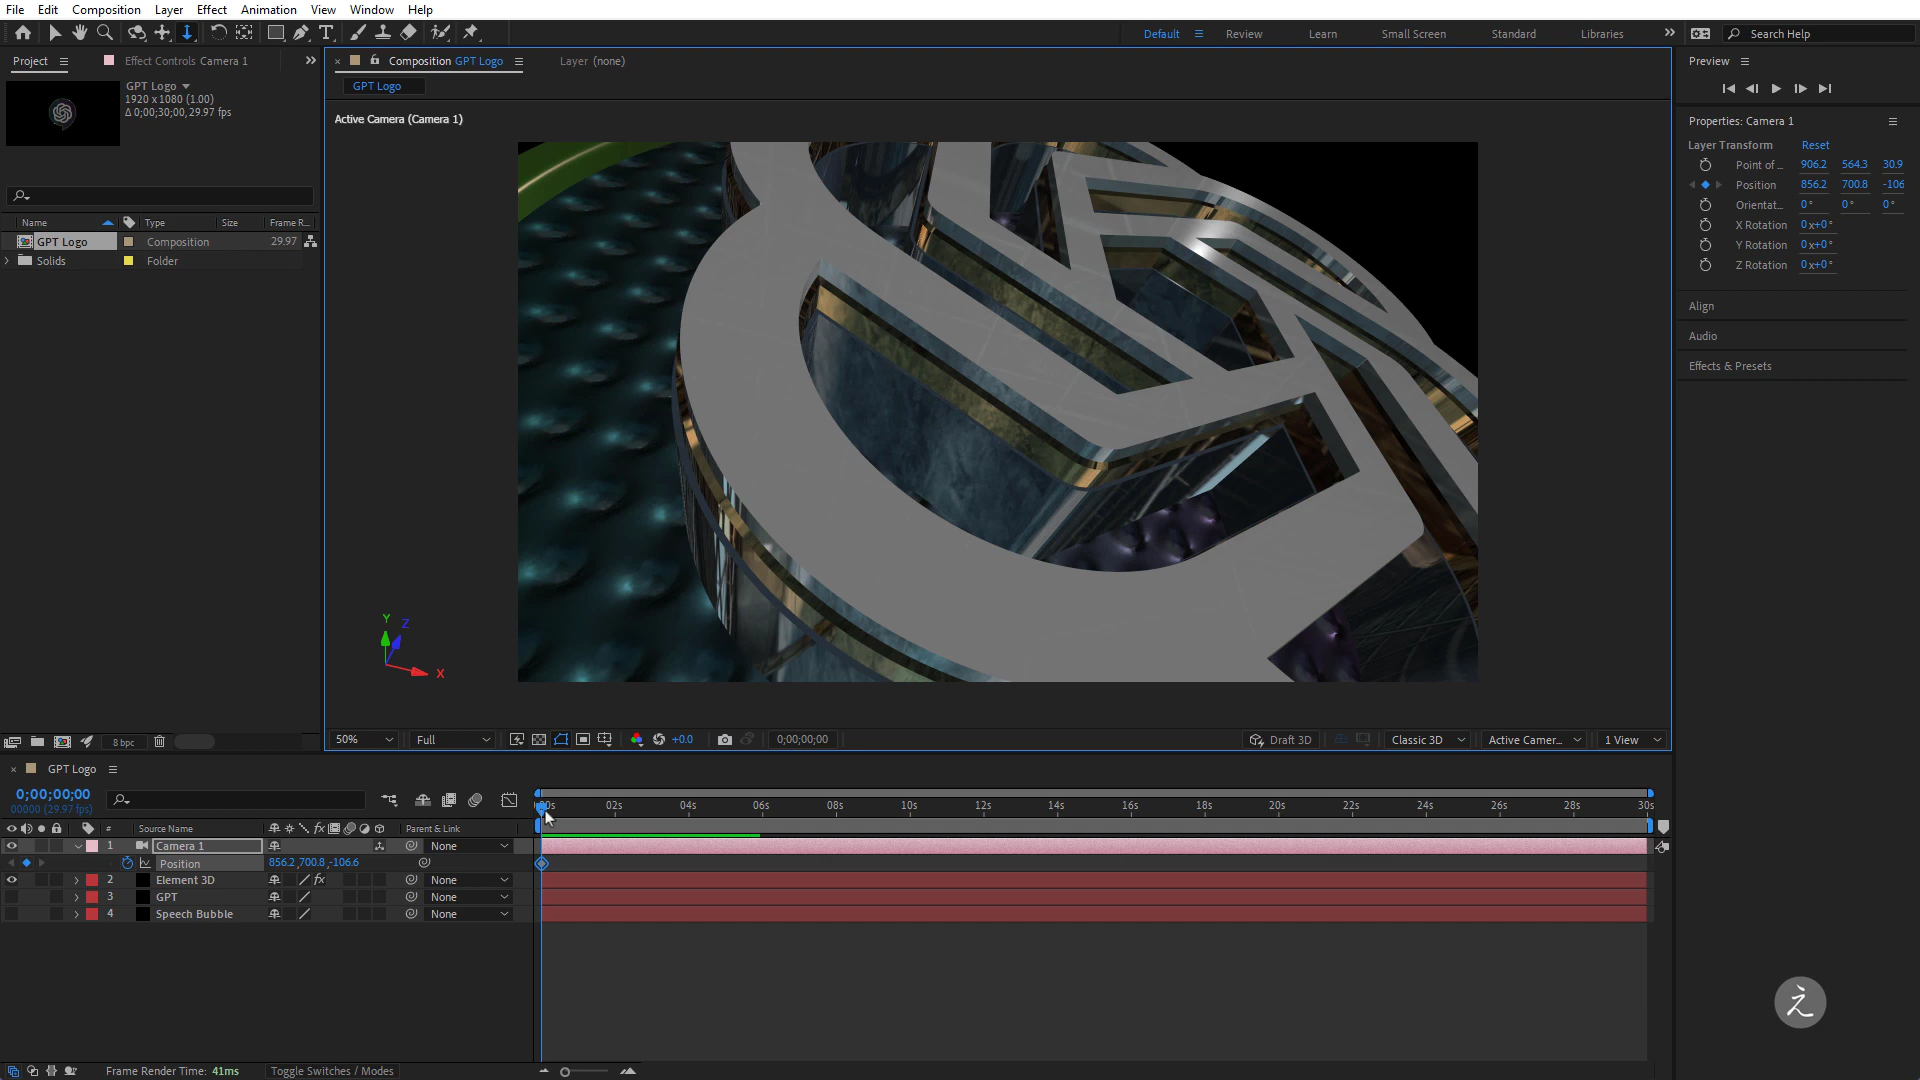 File Edit Composition Layer Effect Animation View Window Help
Default Review Learn Small Screen Standard Libraries Search Help
Project Effect Controls Camera 1
Composition GPT Logo Layer (none)
Preview
GPT Logo
1920 x 1080 (1.00)
Δ 0;00;30;00, 29.97 fps
GPT Logo
Active Camera (Camera 1)
Properties: Camera 1
Layer Transform Reset
Point of ... 906.2 564.3 30.9
Position 856.2 700.8 -106
Orientat... 0° 0° 0°
X Rotation 0x+0°
Y Rotation 0x+0°
Z Rotation 0x+0°
Align
Audio
Effects & Presets
Name Type Size Frame R...
GPT Logo Composition 29.97
Solids Folder
Y
Z
X
8 bpc
50% Full +0.0 0;00;00;00 Draft 3D Classic 3D Active Camer... 1 View
GPT Logo
0;00;00;00
00000 (29.97 fps)
02s 04s 06s 08s 10s 12s 14s 16s 18s 20s 22s 24s 26s 28s 30s
# Source Name fx Parent & Link
1 Camera 1 None
Position 856.2,700.8,-106.6
2 Element 3D fx None
3 GPT None
4 Speech Bubble None
Frame Render Time: 41ms Toggle Switches / Modes